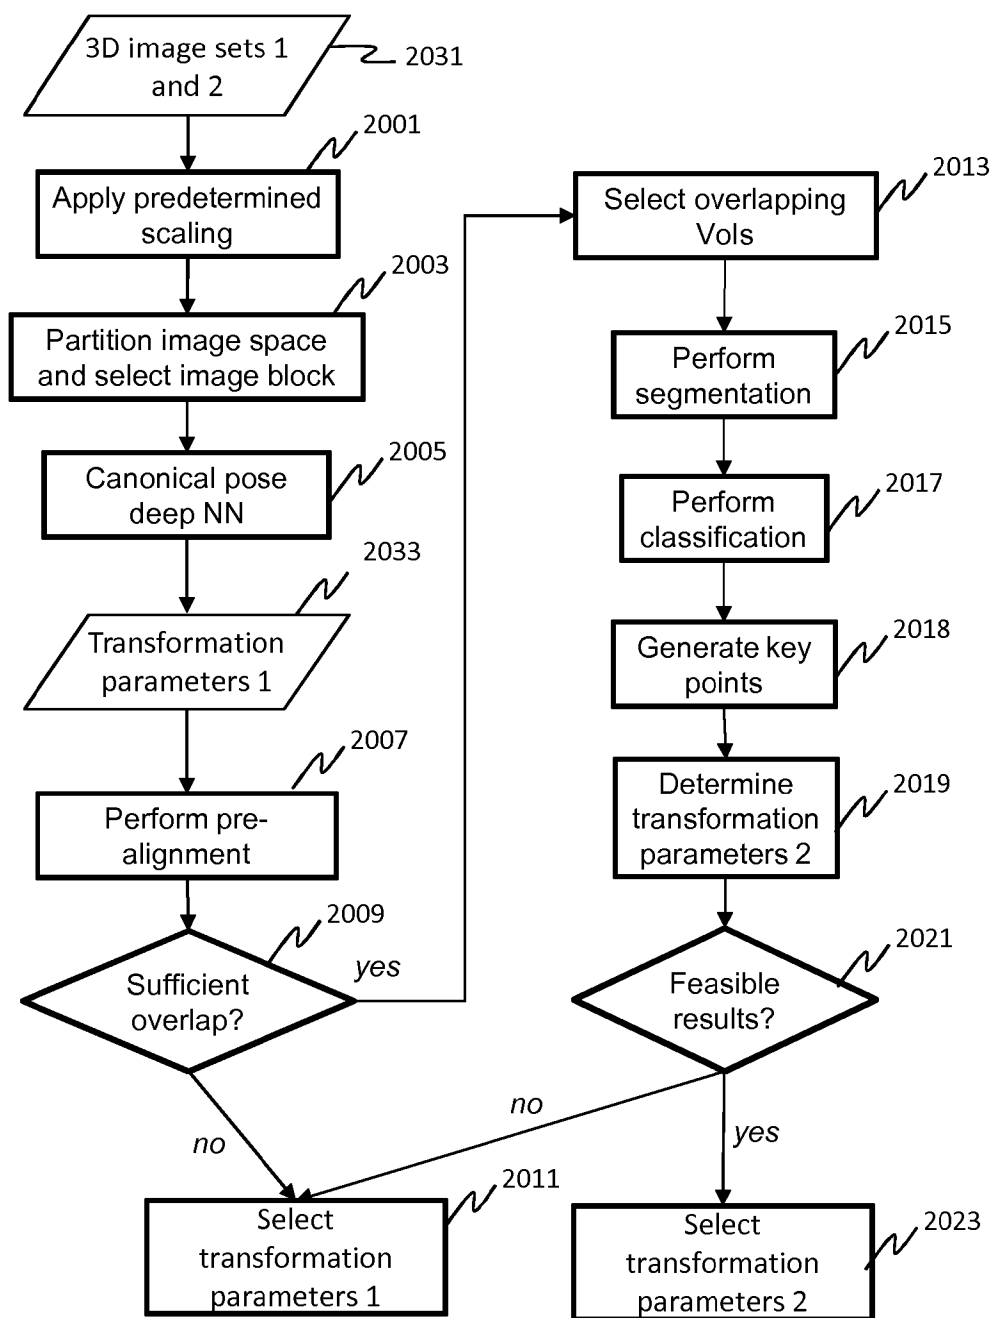 3D image sets 1
and 2
2031
2001
Apply predetermined
scaling
2003
Partition image space
and select image block
2005
Canonical pose
deep NN
2033
Transformation
parameters 1
2007
Perform pre-
alignment
2009
Sufficient
overlap?
yes
no
2013
Select overlapping
VoIs
2015
Perform
segmentation
2017
Perform
classification
2018
Generate key
points
2019
Determine
transformation
parameters 2
2021
Feasible
results?
no
yes
2011
Select
transformation
parameters 1
2023
Select
transformation
parameters 2